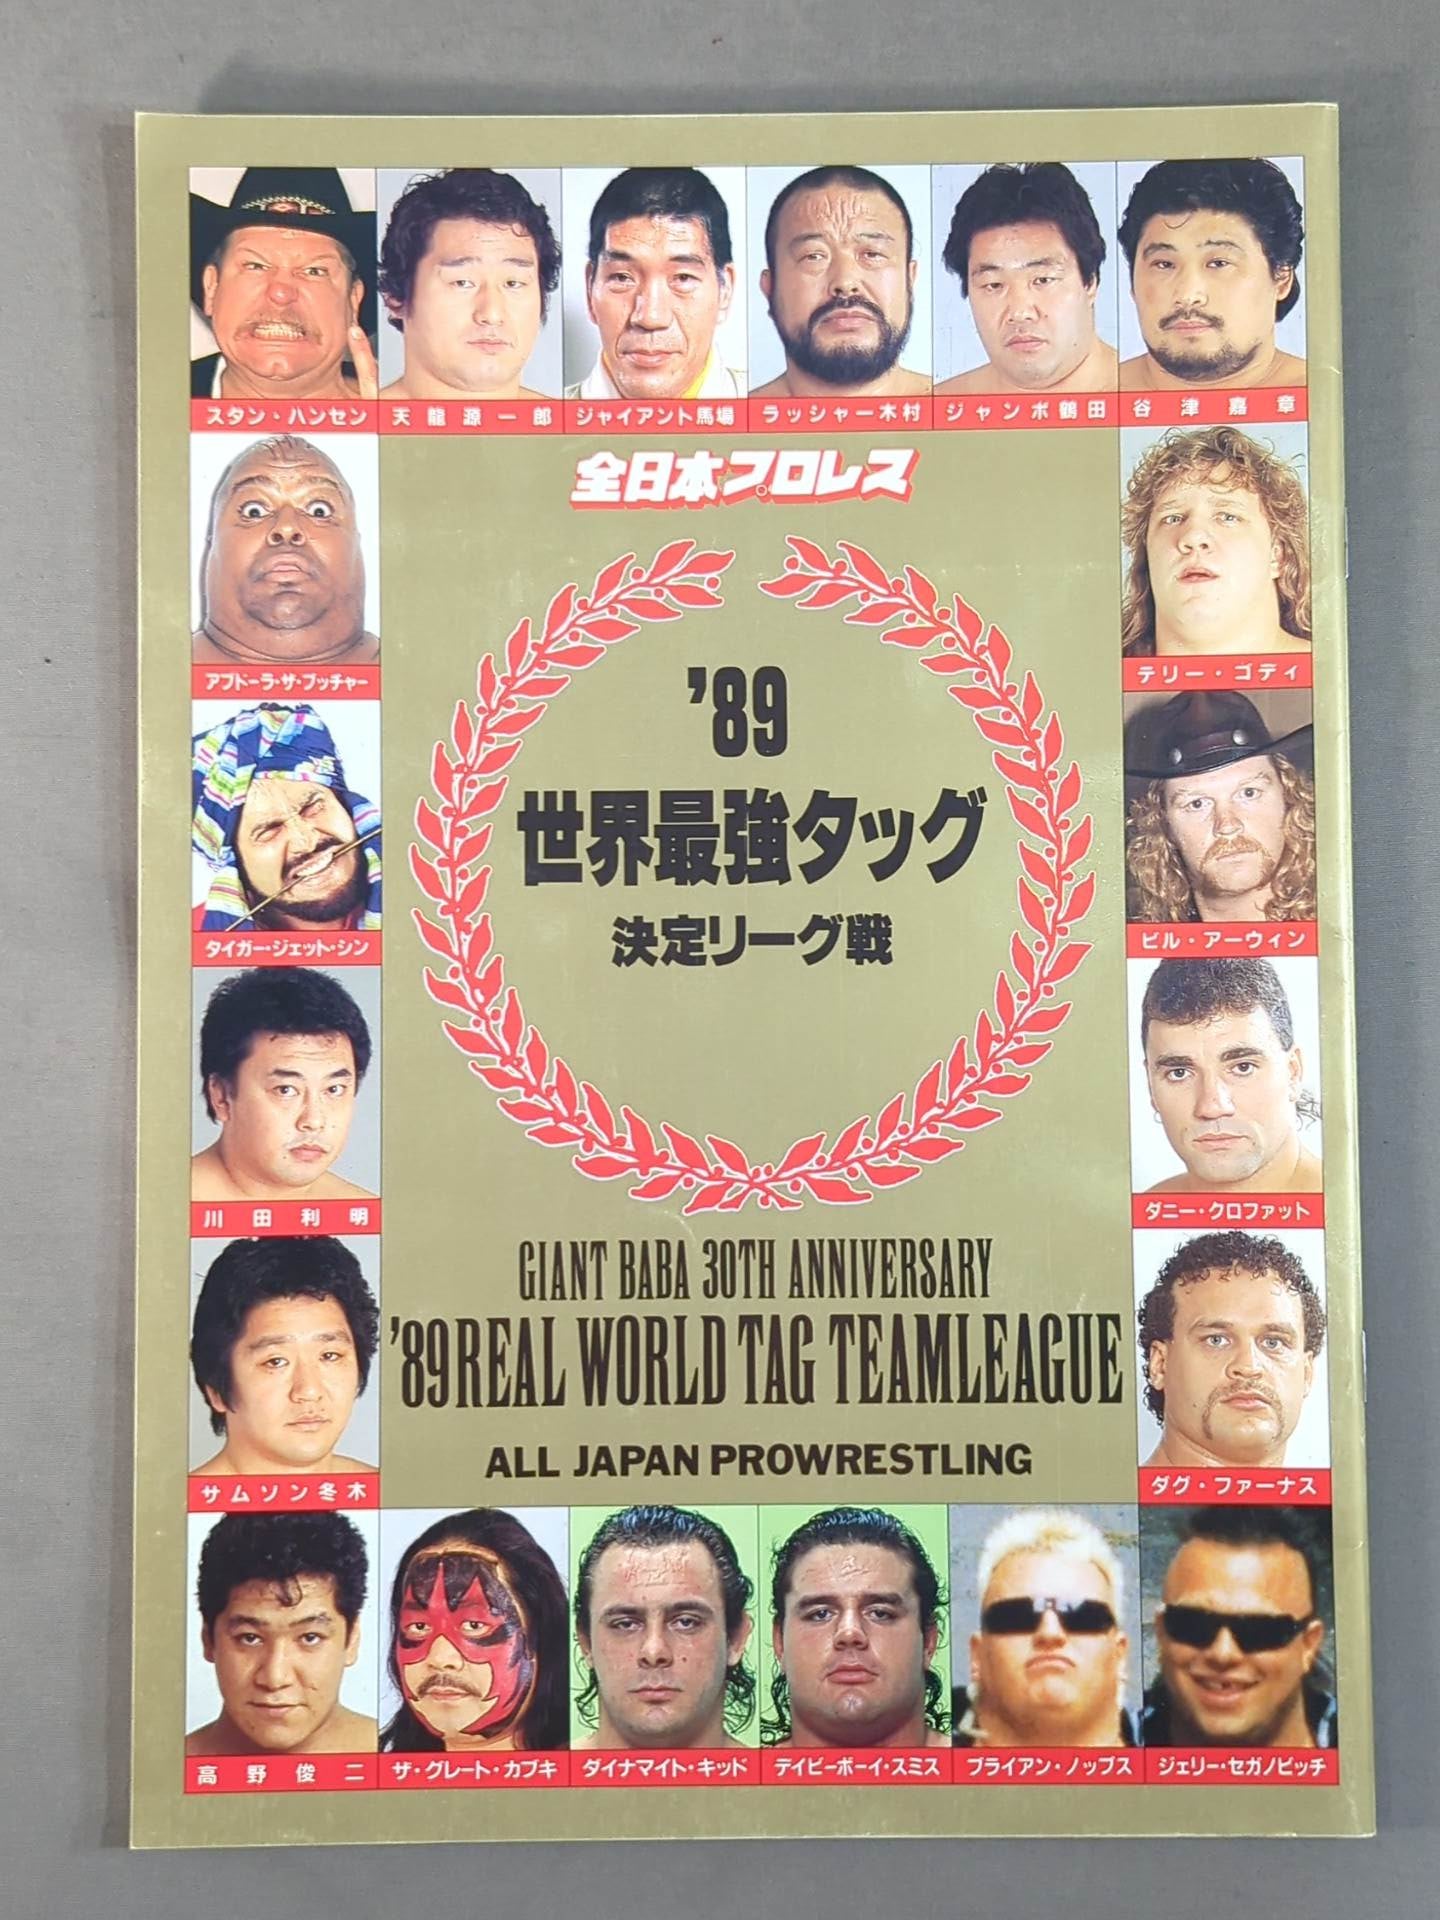 スタン・ハンセン
天龍源一郎
ジャイアント馬場
ラッシャー木村
ジャンボ鶴田
谷津嘉章
全日本プロレス
アブドーラ・ザ・ブッチャー
テリー・ゴディ
'89
世界最強タッグ
決定リーグ戦
タイガー・ジェット・シン
ビル・アーウィン
川田利明
ダニー・クロファット
GIANT BABA 30TH ANNIVERSARY
'89 REAL WORLD TAG TEAMLEAGUE
ALL JAPAN PROWRESTLING
サムソン冬木
ダグ・ファーナス
高野俊二
ザ・グレート・カブキ
ダイナマイト・キッド
デイビーボーイ・スミス
ブライアン・ノッブス
ジェリー・セガノビッチ